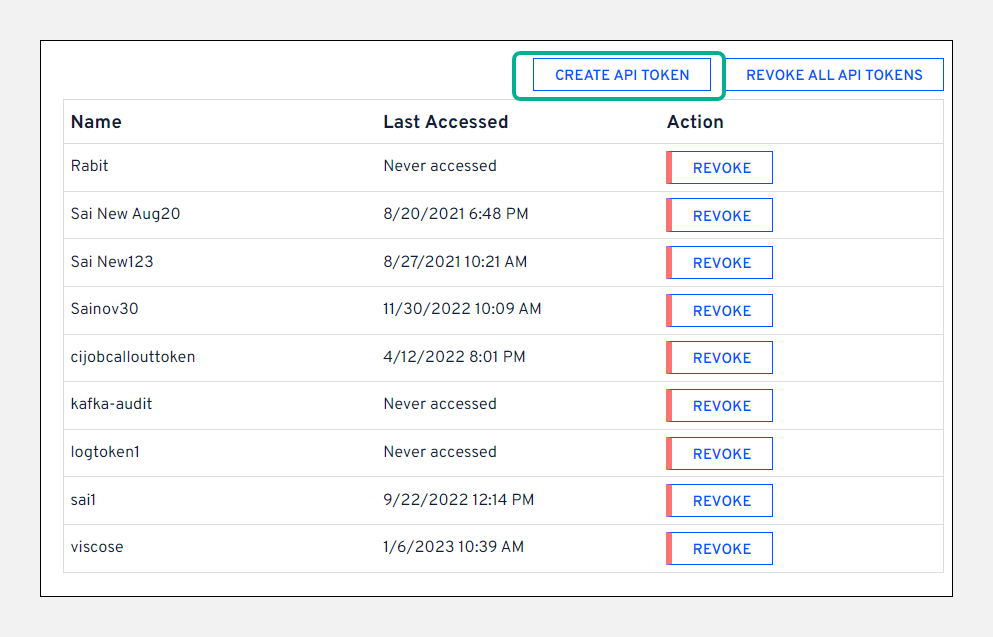 CREATE API TOKEN REVOKE ALL API TOKENS
Name Last Accessed Action
Rabit Never accessed REVOKE
Sai New Aug20 8/20/2021 6:48 PM REVOKE
Sai New123 8/27/2021 10:21 AM REVOKE
Sainov30 11/30/2022 10:09 AM REVOKE
cijobcallouttoken 4/12/2022 8:01 PM REVOKE
kafka-audit Never accessed REVOKE
logtoken1 Never accessed REVOKE
sai1 9/22/2022 12:14 PM REVOKE
viscose 1/6/2023 10:39 AM REVOKE